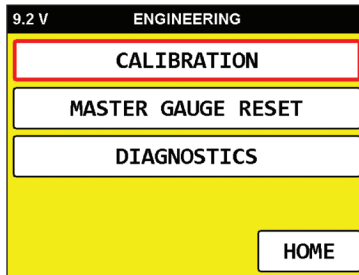 9.2 V ENGINEERING
CALIBRATION
MASTER GAUGE RESET
DIAGNOSTICS
HOME